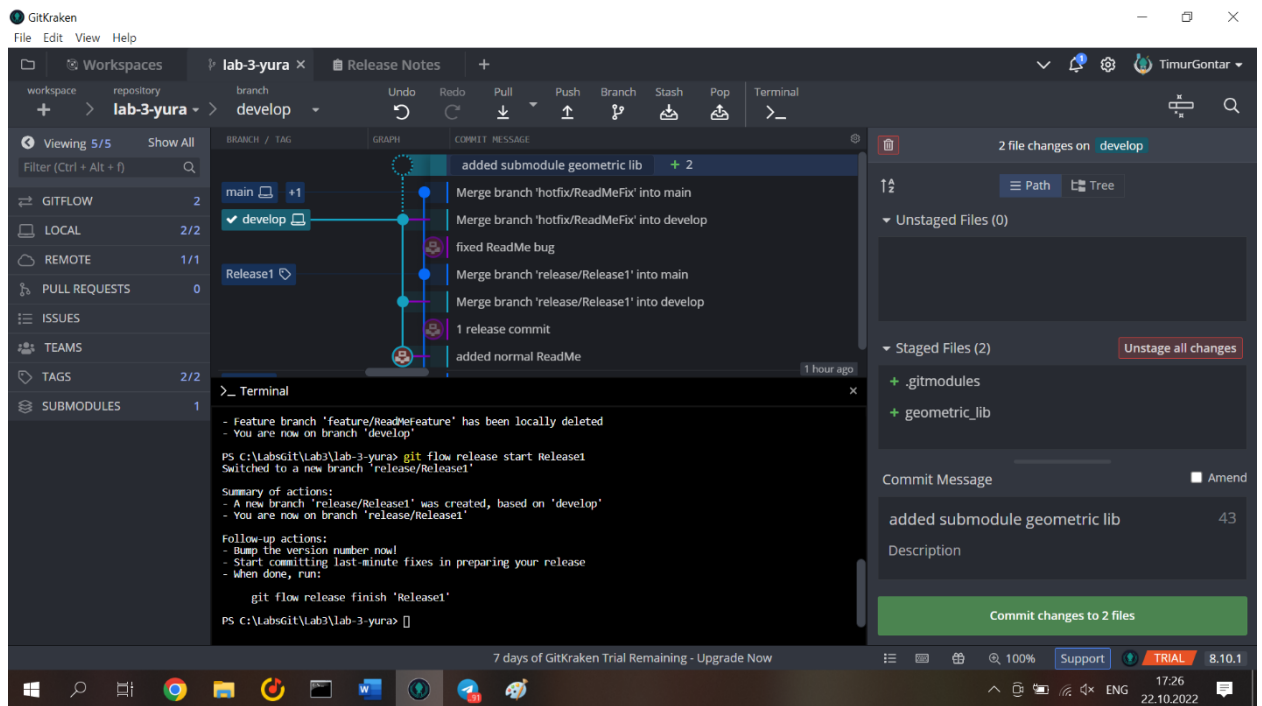 GitKraken
File Edit View Help
Workspaces
lab-3-yura ×
Release Notes
+
TimurGontar
workspace
repository
lab-3-yura
branch
develop
Undo
Redo
Pull
Push
Branch
Stash
Pop
Terminal
Viewing 5/5 Show All
Filter (Ctrl + Alt + f)
GITFLOW 2
LOCAL 2/2
REMOTE 1/1
PULL REQUESTS 0
ISSUES
TEAMS
TAGS 2/2
SUBMODULES 1
BRANCH / TAG GRAPH COMMIT MESSAGE
added submodule geometric lib + 2
main +1 Merge branch 'hotfix/ReadMeFix' into main
develop Merge branch 'hotfix/ReadMeFix' into develop
fixed ReadMe bug
Release1 Merge branch 'release/Release1' into main
Merge branch 'release/Release1' into develop
1 release commit
added normal ReadMe
1 hour ago
>_ Terminal ×
- Feature branch 'feature/ReadMeFeature' has been locally deleted
- You are now on branch 'develop'
PS C:\LabsGit\Lab3\lab-3-yura> git flow release start Release1
Switched to a new branch 'release/Release1'
Summary of actions:
- A new branch 'release/Release1' was created, based on 'develop'
- You are now on branch 'release/Release1'
Follow-up actions:
- Bump the version number now!
- Start committing last-minute fixes in preparing your release
- When done, run:
git flow release finish 'Release1'
PS C:\LabsGit\Lab3\lab-3-yura>
2 file changes on develop
Path Tree
Unstaged Files (0)
Staged Files (2) Unstage all changes
+ .gitmodules
+ geometric_lib
Commit Message Amend
added submodule geometric lib 43
Description
Commit changes to 2 files
7 days of GitKraken Trial Remaining - Upgrade Now
100% Support TRIAL 8.10.1
ENG
17:26
22.10.2022